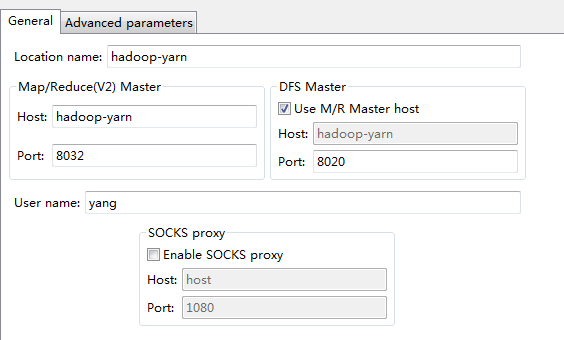 General Advanced parameters
Location name: hadoop-yarn
Map/Reduce(V2) Master
Host: hadoop-yarn
Port: 8032
DFS Master
Use M/R Master host
Host: hadoop-yarn
Port: 8020
User name: yang
SOCKS proxy
Enable SOCKS proxy
Host: host
Port: 1080